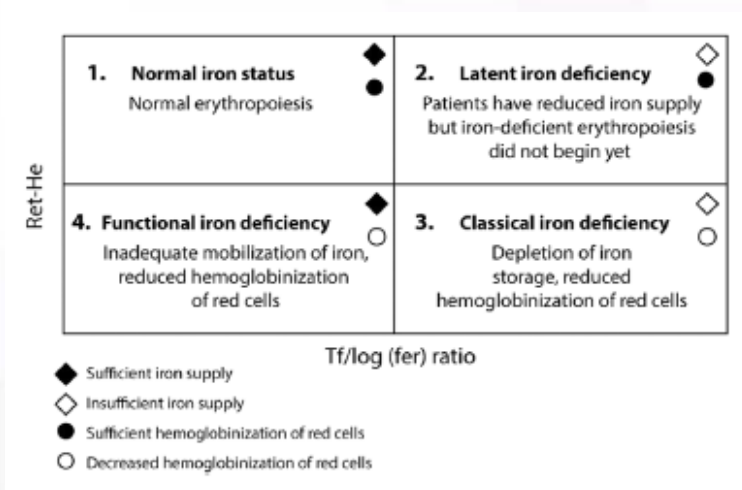 1. Normal iron status
Normal erythropoiesis
2. Latent iron deficiency
Patients have reduced iron supply
but iron-deficient erythropoiesis
did not begin yet
Ret-He
4. Functional iron deficiency
Inadequate mobilization of iron,
reduced hemoglobinization
of red cells
3. Classical iron deficiency
Depletion of iron
storage, reduced
hemoglobinization of red cells
Tf/log (fer) ratio
Sufficient iron supply
Insufficient iron supply
Sufficient hemoglobinization of red cells
Decreased hemoglobinization of red cells